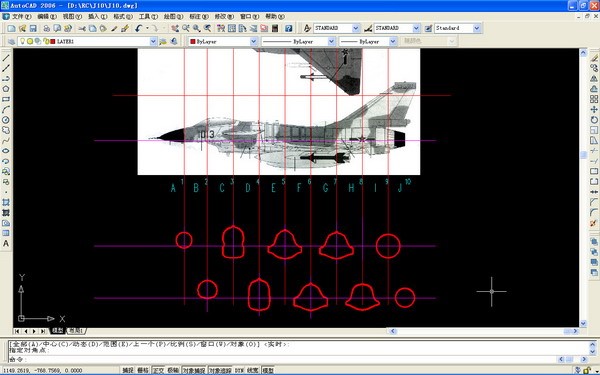 AutoCAD 2006 - [D:\RC\J10\J10.dwg]
文件(F) 编辑(E) 视图(V) 插入(I) 格式(O) 工具(T) 绘图(D) 标注(N) 修改(M) 窗口(W) 帮助(H)
STANDARD STANDARD Standard
LAYER1 ByLayer ByLayer ByLayer 随颜色
103
1 2 3 4 5 6 7 8 9 10
A B C D E F G H I J
Y
X
模型 布局1
[全部(A)/中心(C)/动态(D)/范围(E)/上一个(P)/比例(S)/窗口(W)/对象(O)] <实时>:
指定对角点:
命令:
1149.2819, -768.7569, 0.0000 捕捉 栅格 正交 极轴 对象捕捉 对象追踪 DYN 线宽 模型